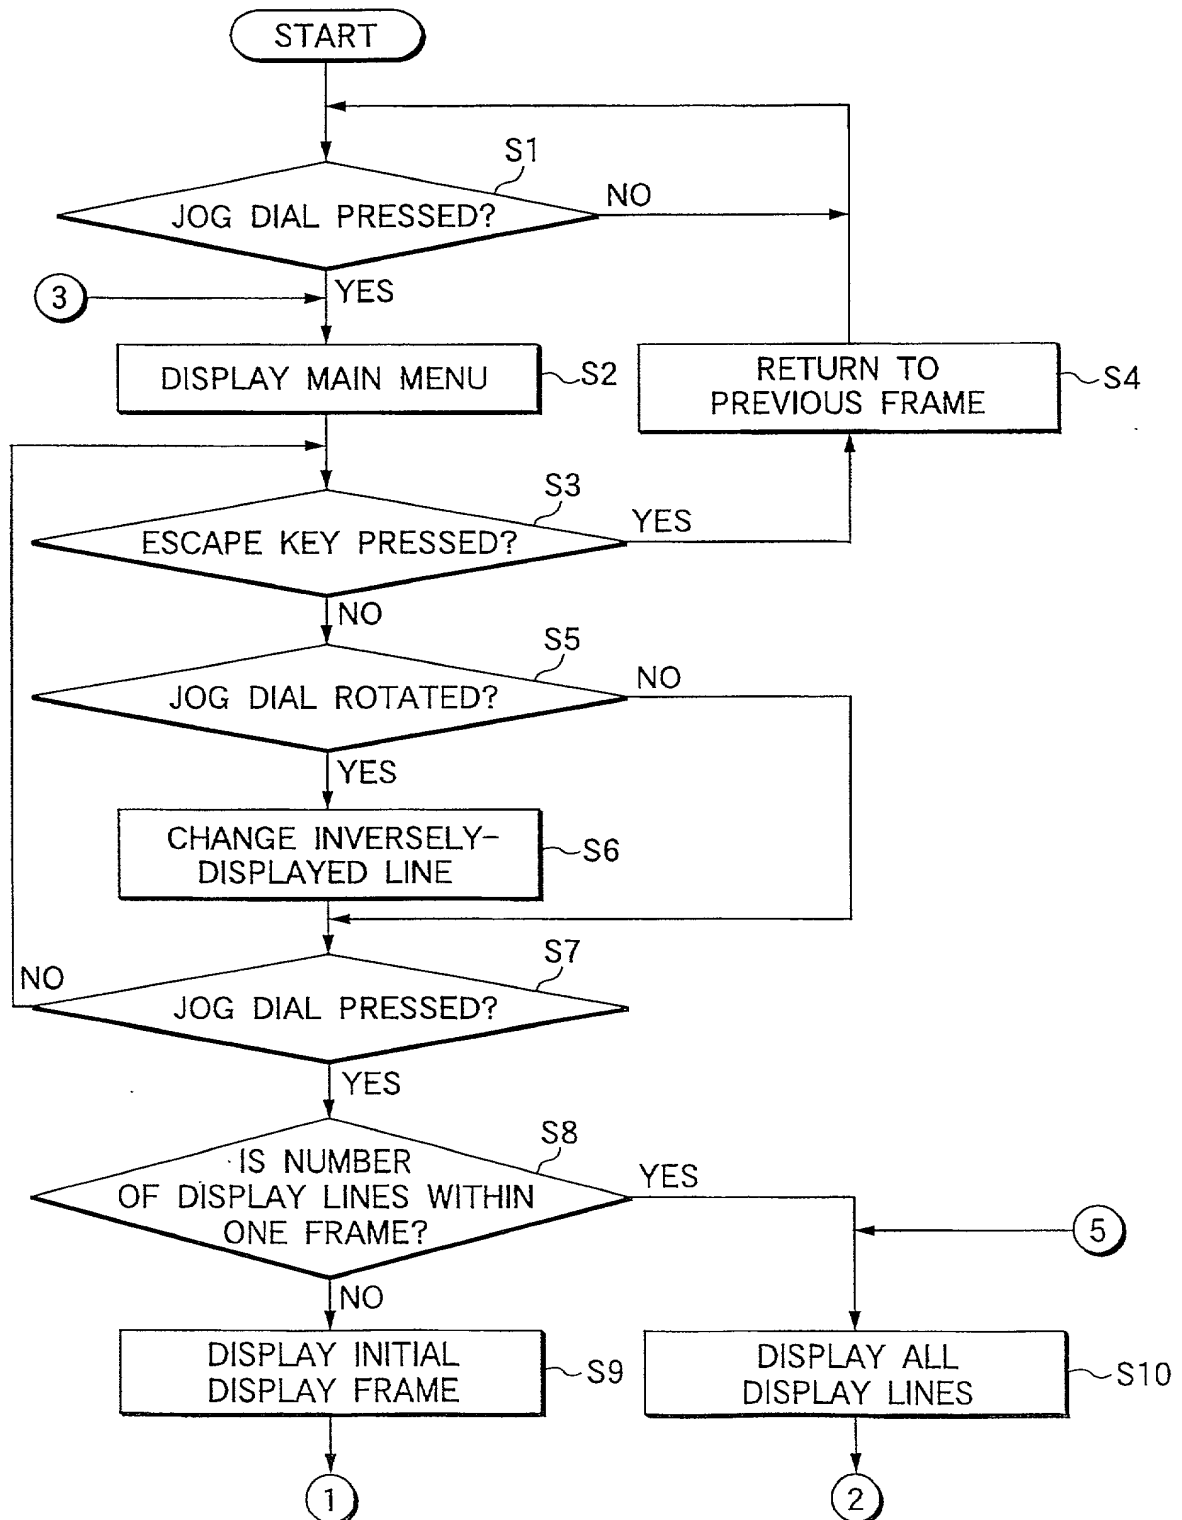 START
S1
JOG DIAL PRESSED?
NO
3
YES
DISPLAY MAIN MENU
S2
RETURN TO
PREVIOUS FRAME
S4
S3
ESCAPE KEY PRESSED?
YES
NO
S5
JOG DIAL ROTATED?
NO
YES
CHANGE INVERSELY-
DISPLAYED LINE
S6
S7
NO
JOG DIAL PRESSED?
YES
S8
IS NUMBER
OF DISPLAY LINES WITHIN
ONE FRAME?
YES
5
NO
DISPLAY INITIAL
DISPLAY FRAME
S9
DISPLAY ALL
DISPLAY LINES
S10
1
2